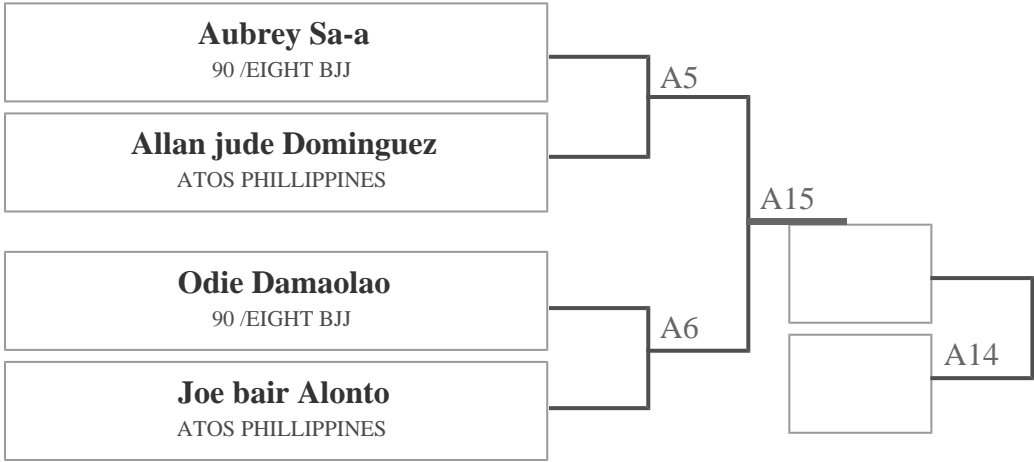 Aubrey Sa-a
90 /EIGHT BJJ
A5
Allan jude Dominguez
ATOS PHILLIPPINES
A15
Odie Damaolao
90 /EIGHT BJJ
A6
A14
Joe bair Alonto
ATOS PHILLIPPINES